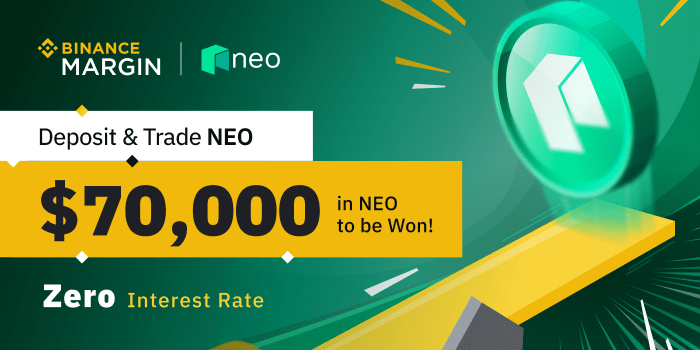 BINANCE
MARGIN
neo
Deposit & Trade NEO
$70,000
in NEO
to be Won!
Zero Interest Rate